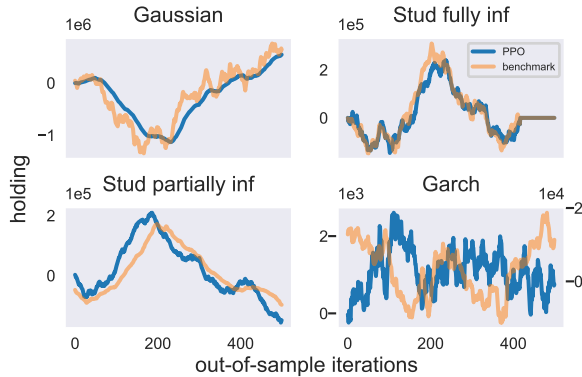 Gaussian
Stud fully inf
1e6
1e5
PPO
benchmark
0
−1
2
0
holding
Stud partially inf
Garch
1e5
1e3
1e4
2
0
2
0
2
0
0 200 400
0 200 400
out-of-sample iterations